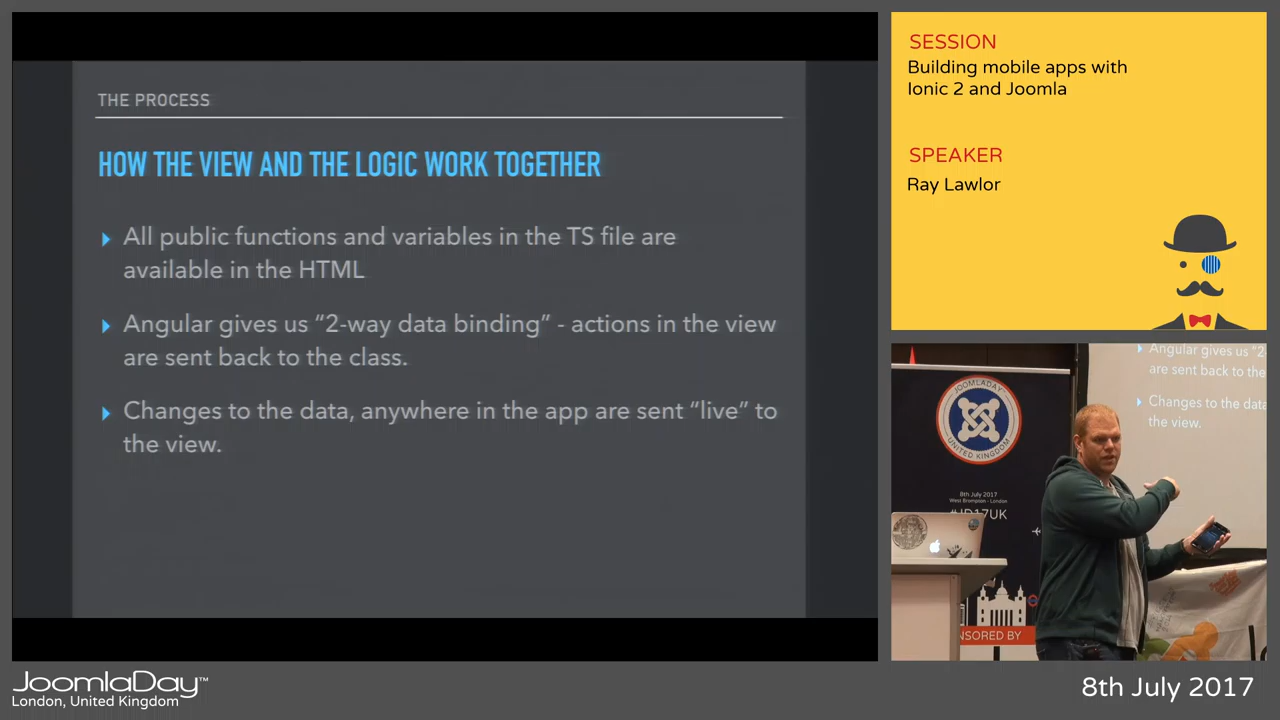 THE PROCESS
HOW THE VIEW AND THE LOGIC WORK TOGETHER
All public functions and variables in the TS file are
available in the HTML
Angular gives us “2-way data binding” - actions in the view
are sent back to the class.
Changes to the data, anywhere in the app are sent “live” to
the view.
SESSION
Building mobile apps with
Ionic 2 and Joomla
SPEAKER
Ray Lawlor
Angular gives us “2-
are sent back to the
Changes to the data
the view.
JOOMLADAY
UNITED KINGDOM
8th July 2017
West Brompton - London
#JD17UK
NSORED BY
JoomlaDay™
London, United Kingdom
8th July 2017